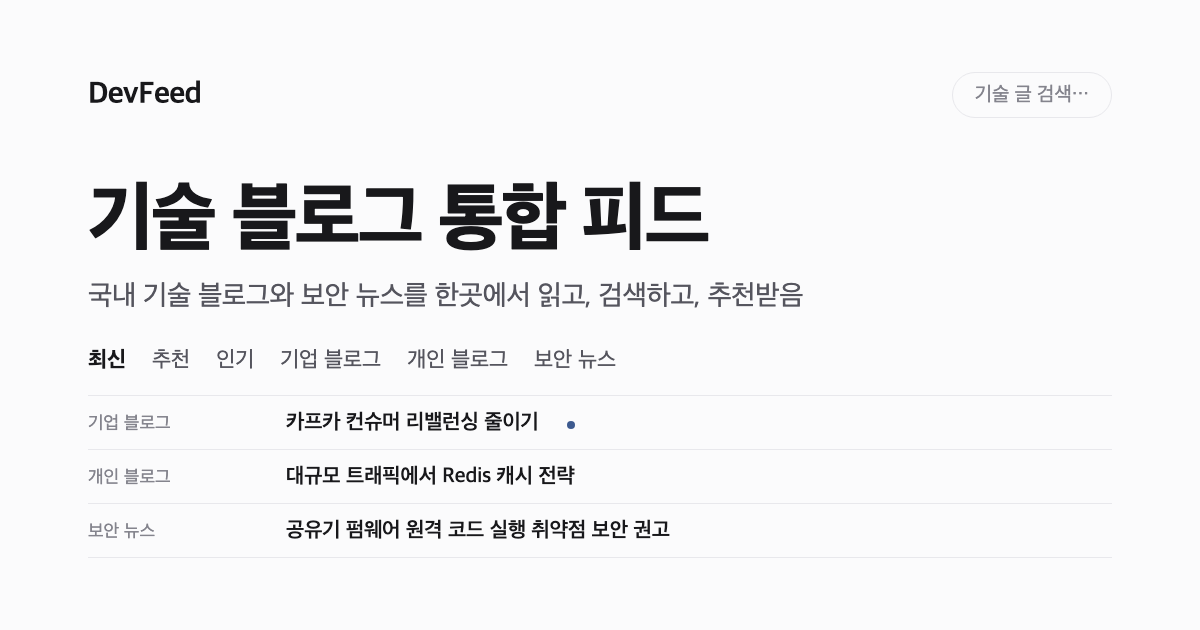 DevFeed
기술 글 검색…
기술 블로그 통합 피드
국내 기술 블로그와 보안 뉴스를 한곳에서 읽고, 검색하고, 추천받음
최신 추천 인기 기업 블로그 개인 블로그 보안 뉴스
기업 블로그 카프카 컨슈머 리밸런싱 줄이기
개인 블로그 대규모 트래픽에서 Redis 캐시 전략
보안 뉴스 공유기 펌웨어 원격 코드 실행 취약점 보안 권고